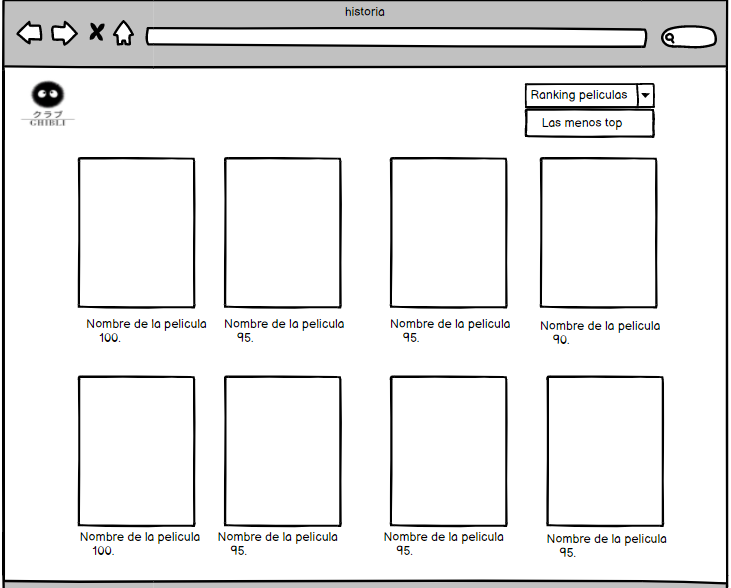 historia
クラブ
GHIBLI
Ranking peliculas
Las menos top
Nombre de la pelicula
100.
Nombre de la pelicula
95.
Nombre de la pelicula
95.
Nombre de la pelicula
90.
Nombre de la pelicula
100.
Nombre de la pelicula
95.
Nombre de la pelicula
95.
Nombre de la pelicula
95.